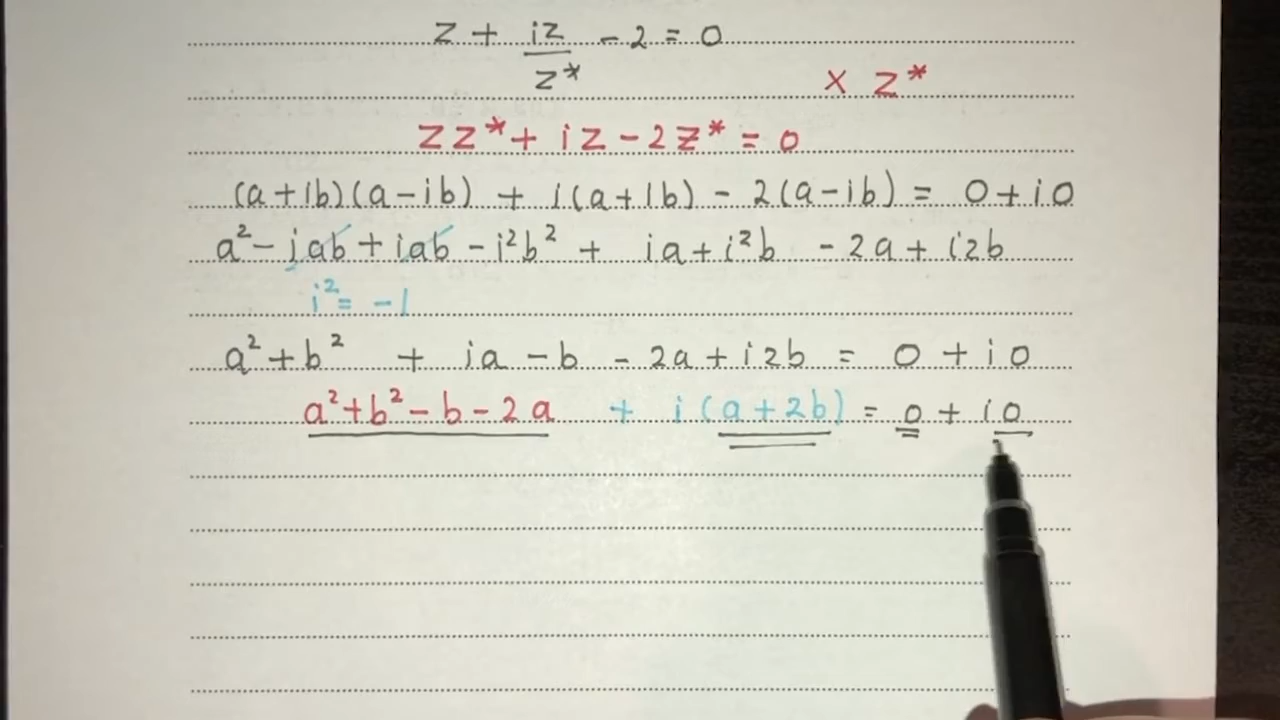 z + iz/z* - 2 = 0
× z*
zz* + iz - 2z* = 0
(a+ib)(a-ib) + i(a+ib) - 2(a-ib) = 0+i0
a² - iab + iab - i²b² + ia + i²b - 2a + i2b
i² = -1
a² + b² + ia - b - 2a + i2b = 0 + i0
a²+b²-b-2a + i(a+2b) = 0 + i0